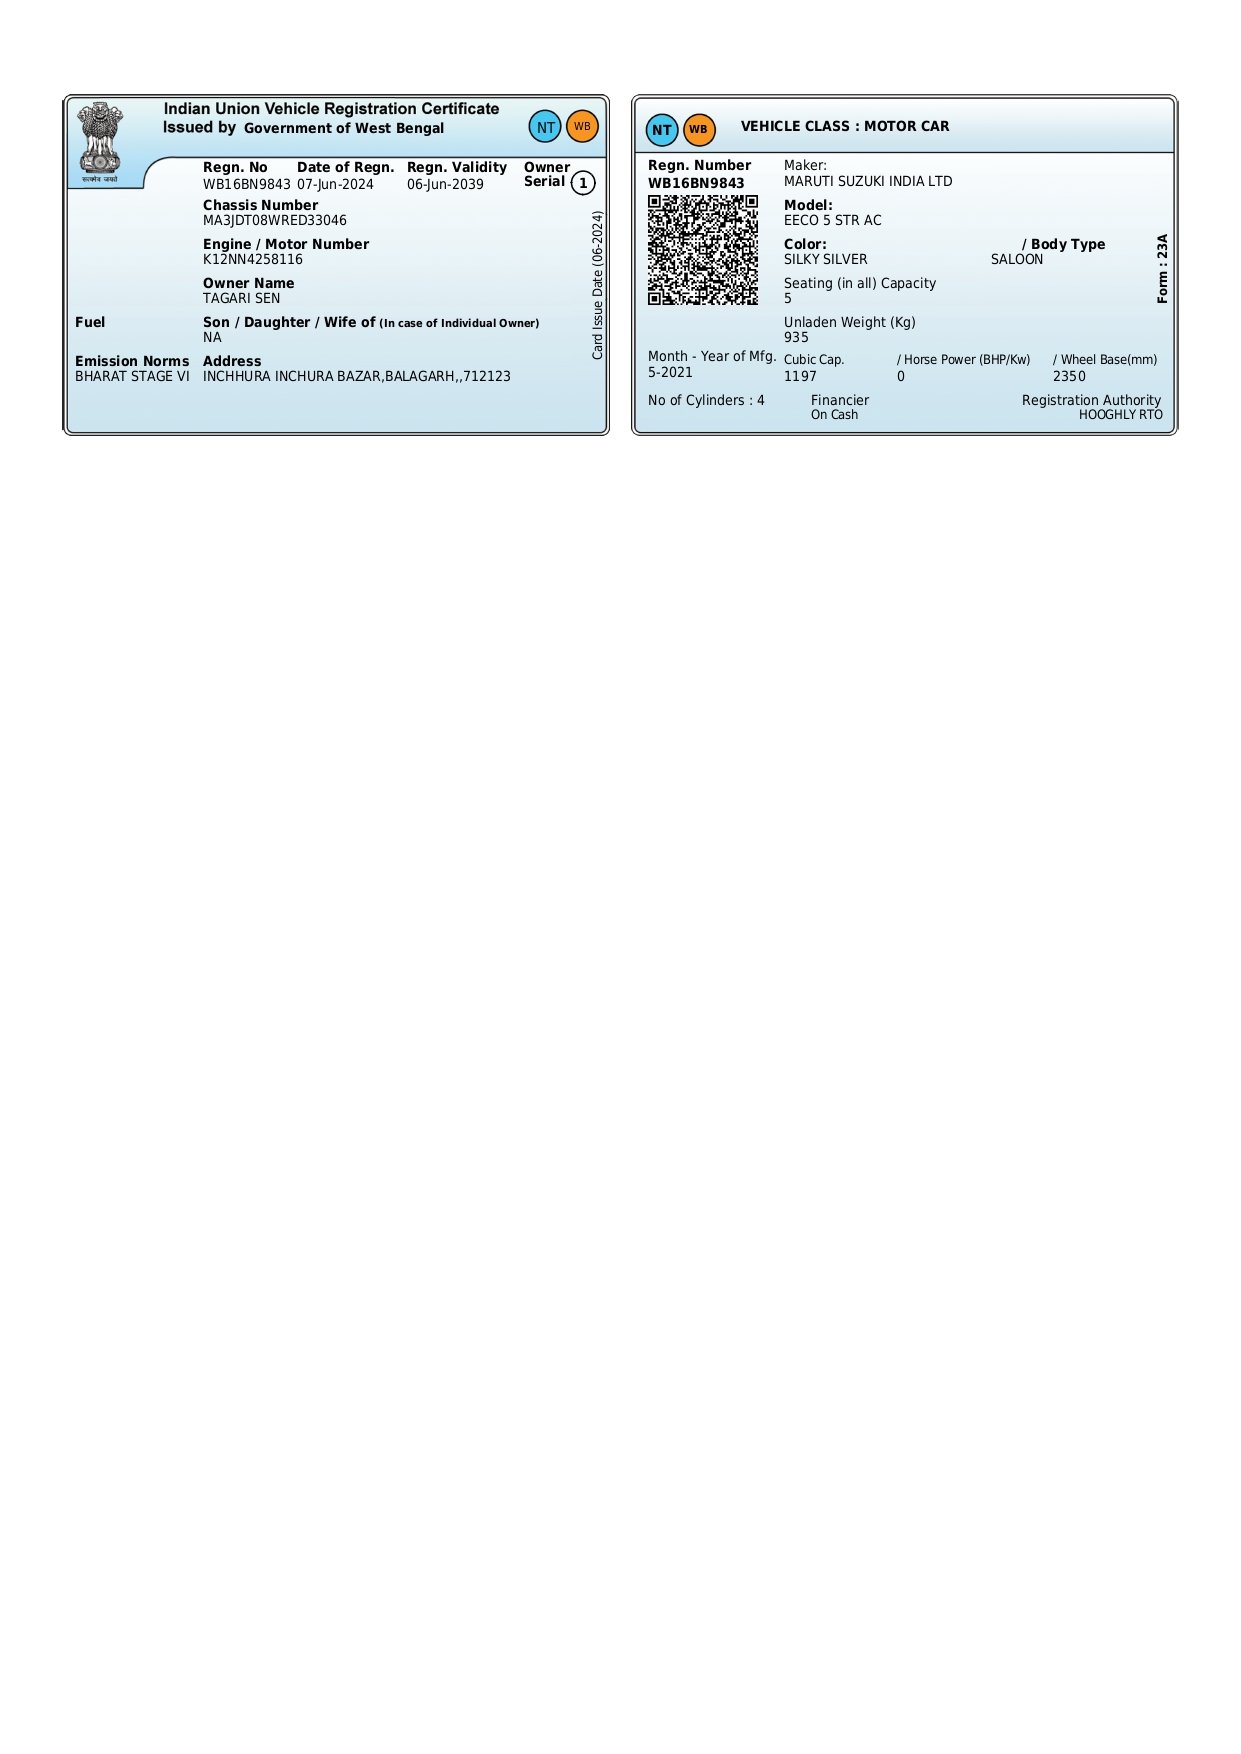 Indian Union Vehicle Registration Certificate
Issued by Government of West Bengal
NT WB
सत्यमेव जयते
Regn. No Date of Regn. Regn. Validity Owner Serial
WB16BN9843 07-Jun-2024 06-Jun-2039 1
Chassis Number
MA3JDT08WRED33046
Engine / Motor Number
K12NN4258116
Owner Name
TAGARI SEN
Fuel Son / Daughter / Wife of (In case of Individual Owner)
NA
Emission Norms Address
BHARAT STAGE VI INCHHURA INCHURA BAZAR,BALAGARH,,712123
Card Issue Date (06-2024)
NT WB VEHICLE CLASS : MOTOR CAR
Regn. Number Maker:
WB16BN9843 MARUTI SUZUKI INDIA LTD
Model:
EECO 5 STR AC
Color: / Body Type
SILKY SILVER SALOON
Form : 23A
Seating (in all) Capacity
5
Unladen Weight (Kg)
935
Month - Year of Mfg. Cubic Cap. / Horse Power (BHP/Kw) / Wheel Base(mm)
5-2021 1197 0 2350
No of Cylinders : 4 Financier Registration Authority
On Cash HOOGHLY RTO